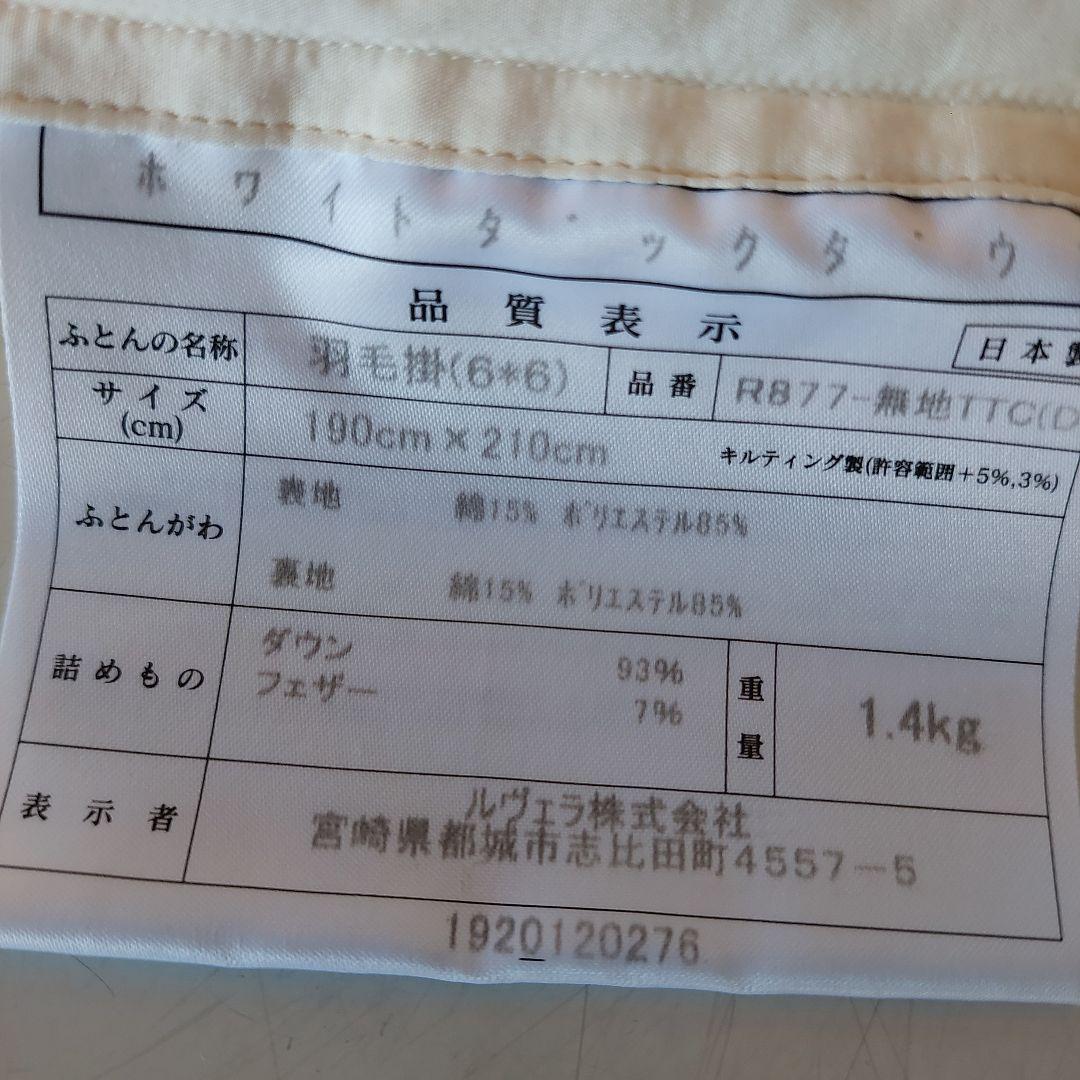 ホワイトダックダウ
品質表示
日本製
ふとんの名称 羽毛掛(6*6) 品番 R877-無地TTC(D
サイズ(cm) 190cm×210cm キルティング製(許容範囲+5%,3%)
ふとんがわ 表地 綿15% ポリエステル85%
裏地 綿15% ポリエステル85%
詰めもの ダウン 93%
フェザー 7%
重量 1.4kg
表示者 ルヴェラ株式会社
宮崎県都城市志比田町4557-5
1920120276